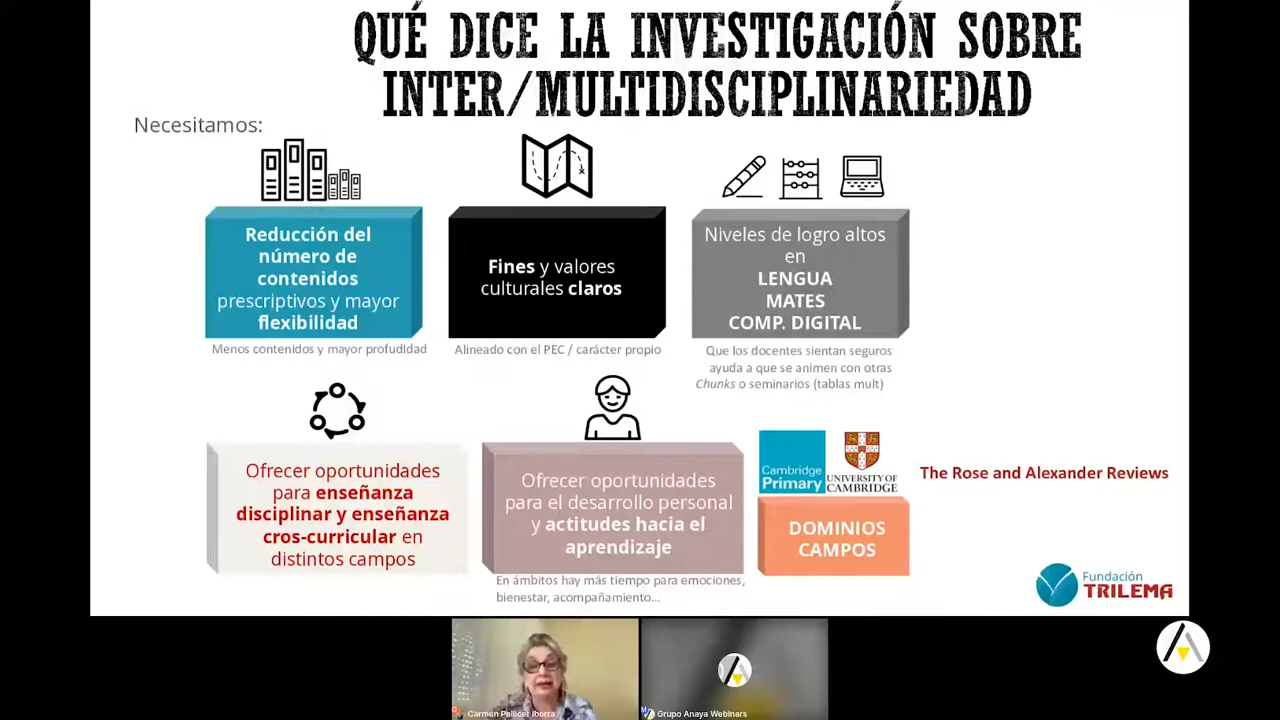 QUÉ DICE LA INVESTIGACIÓN SOBRE
INTER/MULTIDISCIPLINARIEDAD
Necesitamos:
Reducción del
número de
contenidos
prescriptivos y mayor
flexibilidad
Menos contenidos y mayor profudidad
Fines y valores
culturales claros
Alineado con el PEC / carácter propio
Niveles de logro altos
en
LENGUA
MATES
COMP. DIGITAL
Que los docentes sientan seguros
ayuda a que se animen con otras
Chunks o seminarios (tablas mult)
Ofrecer oportunidades
para enseñanza
disciplinar y enseñanza
cros-curricular en
distintos campos
Ofrecer oportunidades
para el desarrollo personal
y actitudes hacia el
aprendizaje
En ámbitos hay más tiempo para emociones,
bienestar, acompañamiento...
Cambridge
Primary
UNIVERSITY OF
CAMBRIDGE
The Rose and Alexander Reviews
DOMINIOS
CAMPOS
Fundación
TRILEMA
Carmen Pellicer Iborra
Grupo Anaya Webinars